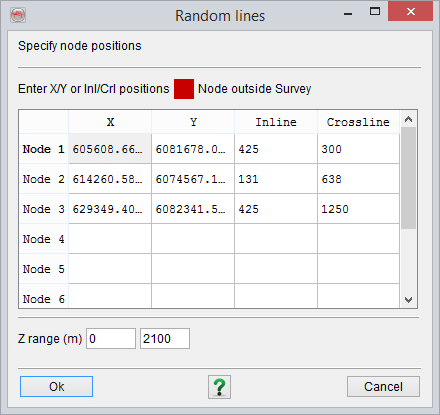 Random lines
Specify node positions
Enter X/Y or Inl/Crl positions Node outside Survey
X Y Inline Crossline
Node 1 605608.66... 6081678.0... 425 300
Node 2 614260.58... 6074567.1... 131 638
Node 3 629349.40... 6082341.5... 425 1250
Node 4
Node 5
Node 6
Z range (m) 0 2100
Ok ? Cancel